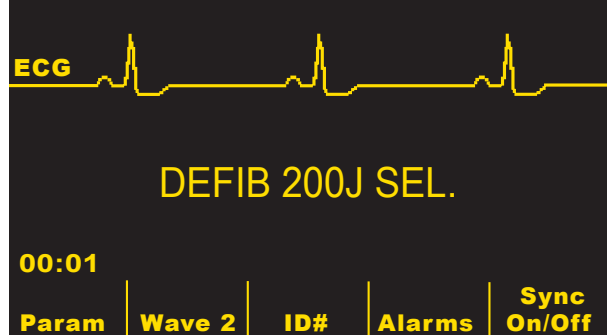 ECG
DEFIB 200J SEL.
00:01
Param Wave 2 ID# Alarms Sync On/Off